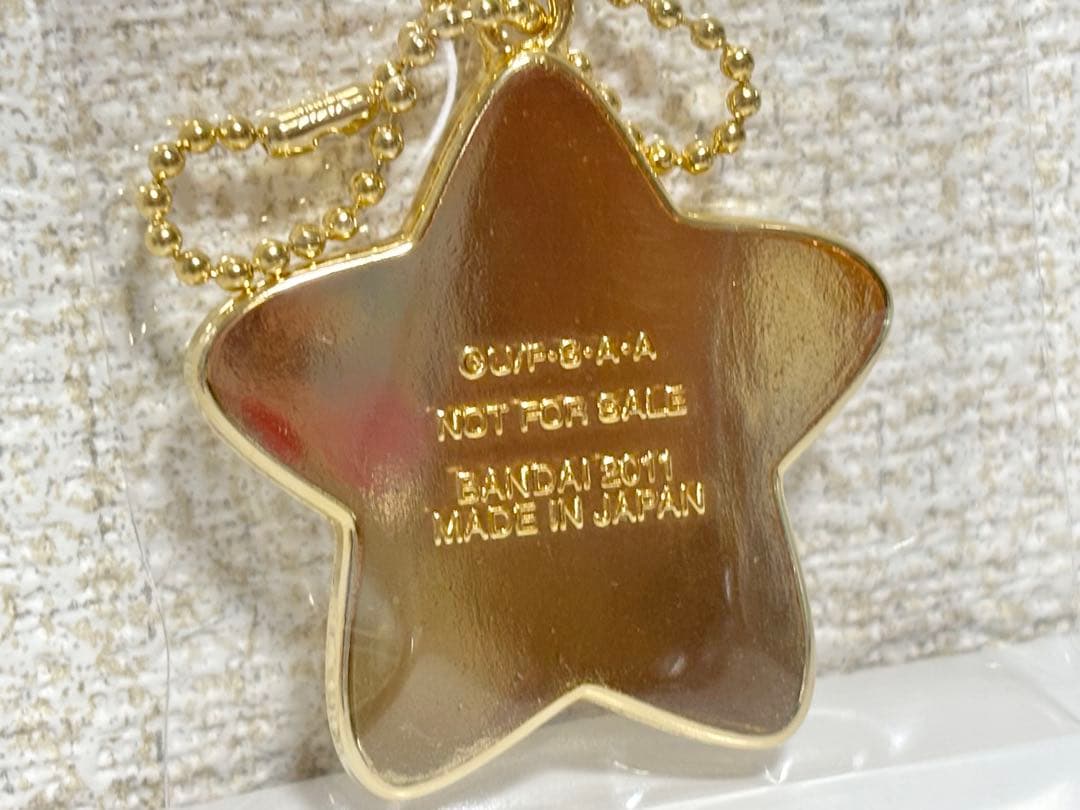 ©L/P･B･A･A
NOT FOR SALE
BANDAI 2011
MADE IN JAPAN